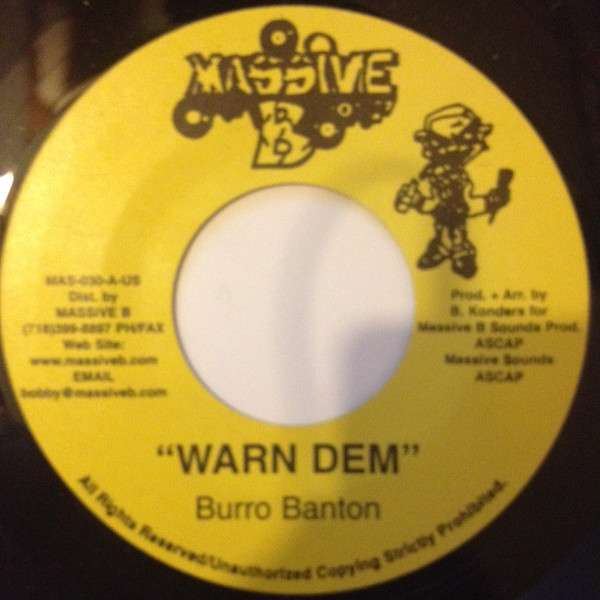 MASSIVE
B
MAS-030-A-US
Dist. by
MASSIVE B
(718)399-8897 PH/FAX
Web Site:
www.massiveb.com
EMAIL
bobby@massiveb.com
Prod. + Arr. by
B. Konders for
Massive B Sounds Prod.
ASCAP
Massive Sounds
ASCAP
"WARN DEM"
Burro Banton
All Rights Reserved/Unauthorized Copying Strictly Prohibited.